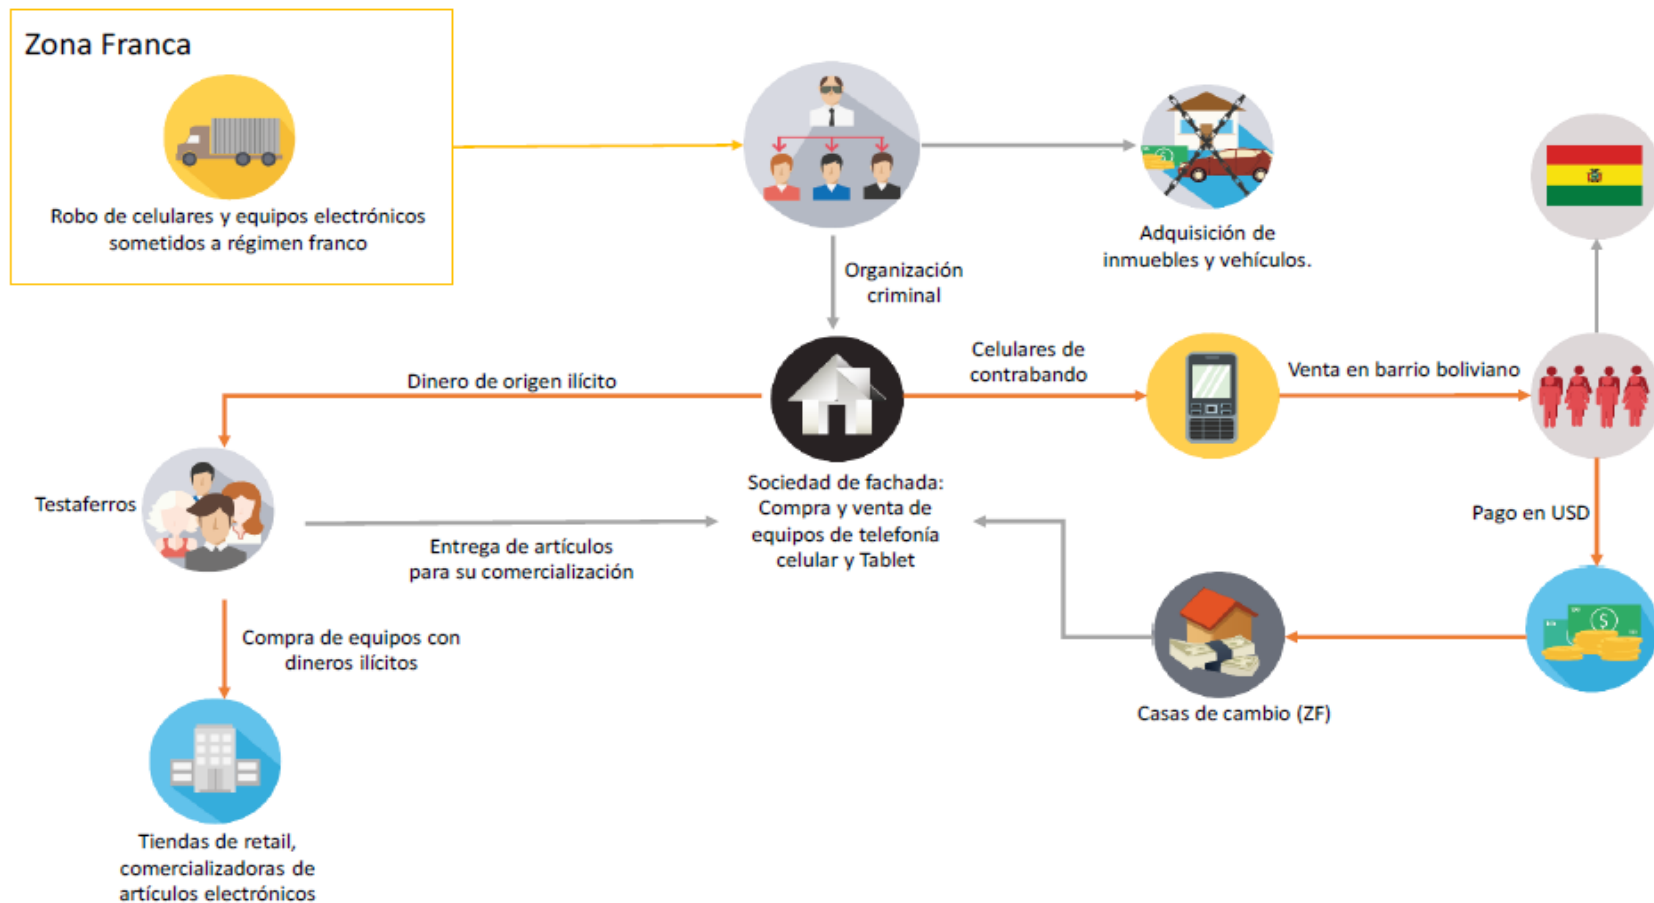 Zona Franca
Robo de celulares y equipos electrónicos
sometidos a régimen franco
Adquisición de
inmuebles y vehículos.
Organización
criminal
Dinero de origen ilícito
Celulares de
contrabando
Venta en barrio boliviano
Testaferros
Entrega de artículos
para su comercialización
Sociedad de fachada:
Compra y venta de
equipos de telefonía
celular y Tablet
Pago en USD
Compra de equipos con
dineros ilícitos
Casas de cambio (ZF)
Tiendas de retail,
comercializadoras de
artículos electrónicos